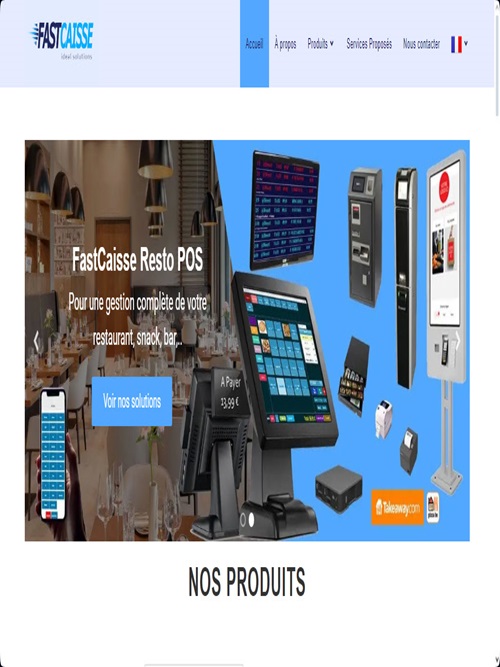 FASTCAISSE
ideal solutions
Accueil
À propos
Produits
Services Proposés
Nous contacter
FastCaisse Resto POS
Pour une gestion complète de votre
restaurant, snack, bar,..
Voir nos solutions
A Payer
13,99 €
Takeaway.com
NOS PRODUITS